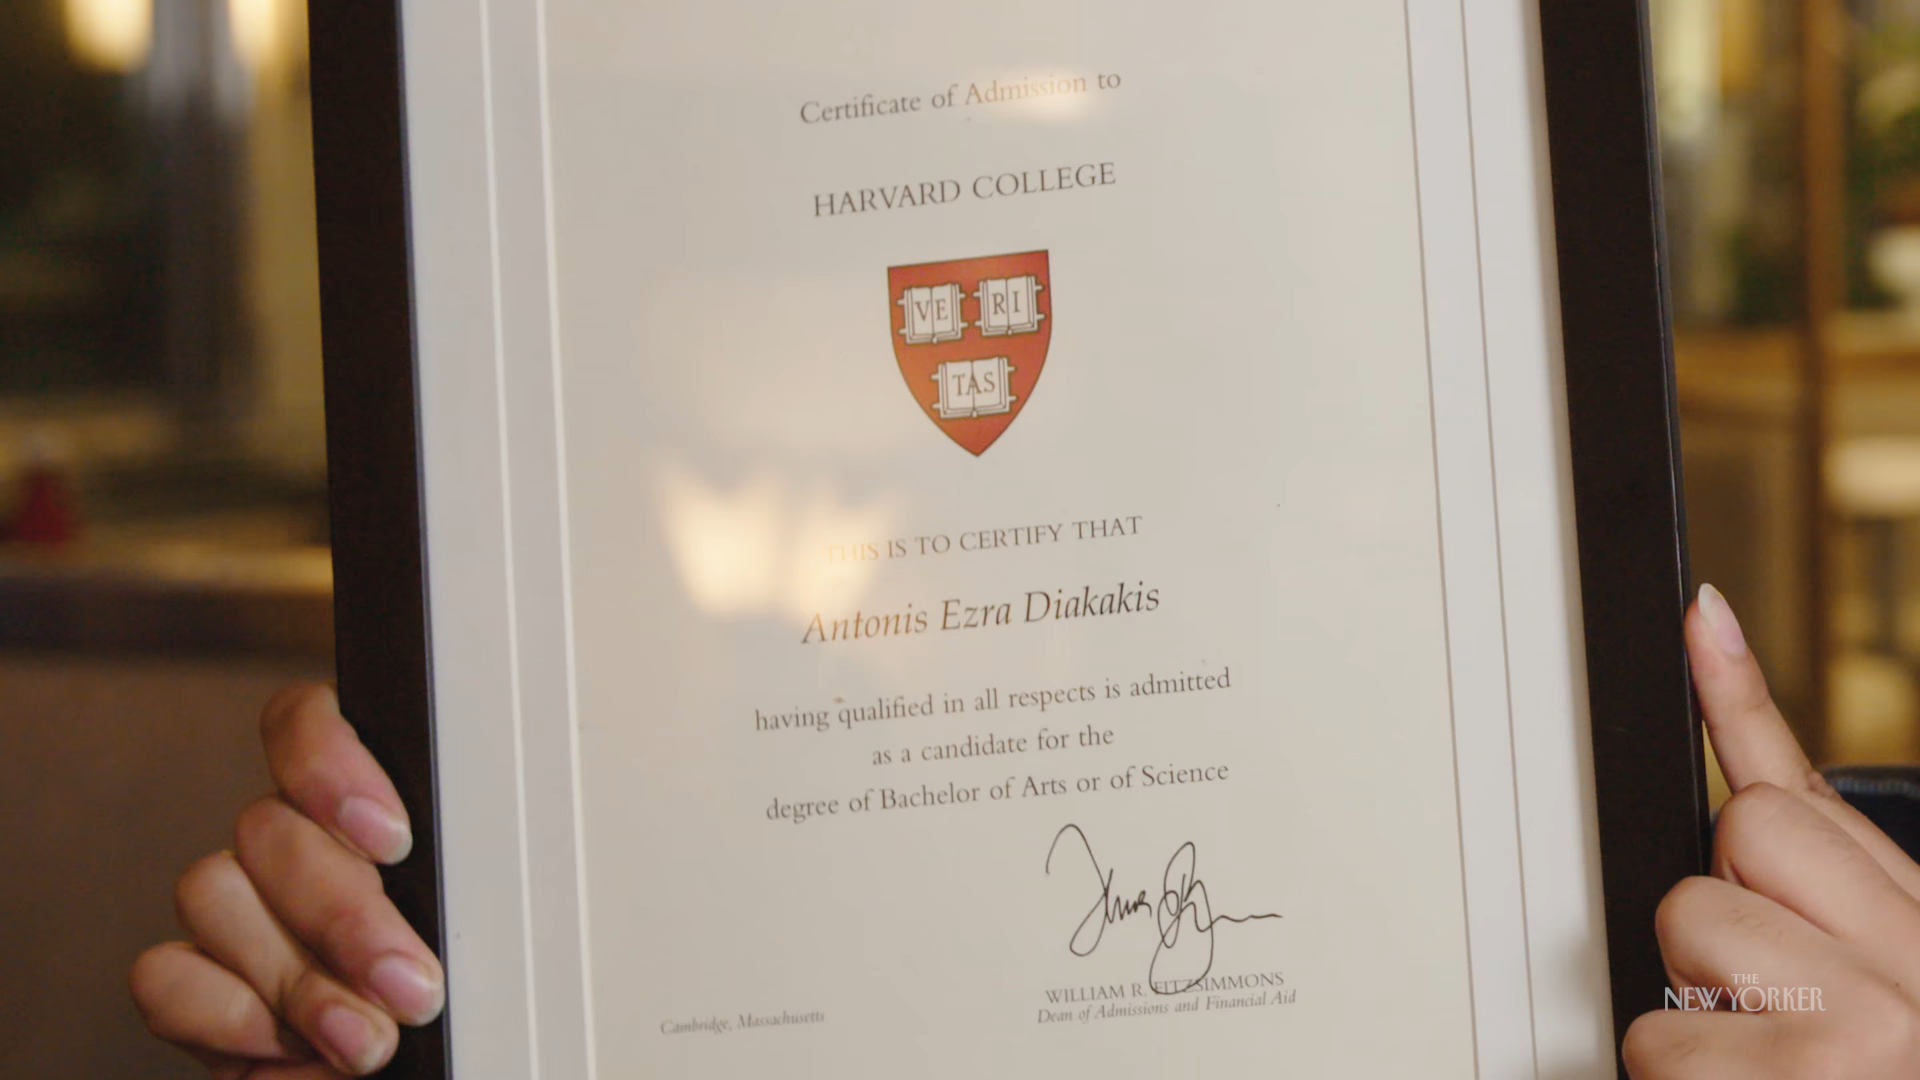 Certificate of Admission to
HARVARD COLLEGE
VE RI
TAS
THIS IS TO CERTIFY THAT
Antonis Ezra Diakakis
having qualified in all respects is admitted
as a candidate for the
degree of Bachelor of Arts or of Science
WILLIAM R. FITZSIMMONS
Dean of Admissions and Financial Aid
Cambridge, Massachusetts
THE
NEW YORKER